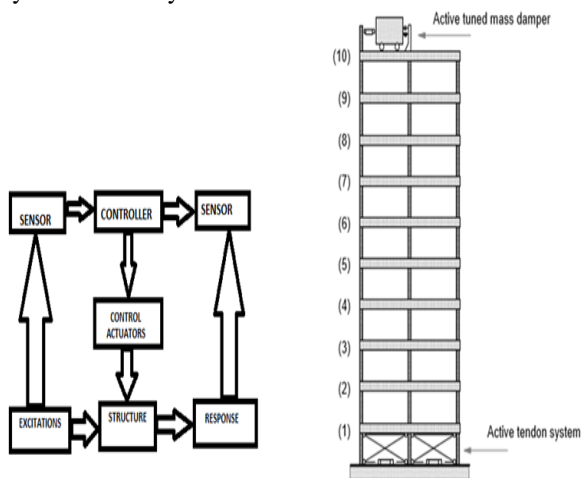 SENSOR
CONTROLLER
SENSOR
CONTROL
ACTUATORS
EXCITATIONS
STRUCTURE
RESPONSE
Active tuned mass damper
(10)
(9)
(8)
(7)
(6)
(5)
(4)
(3)
(2)
(1)
Active tendon system